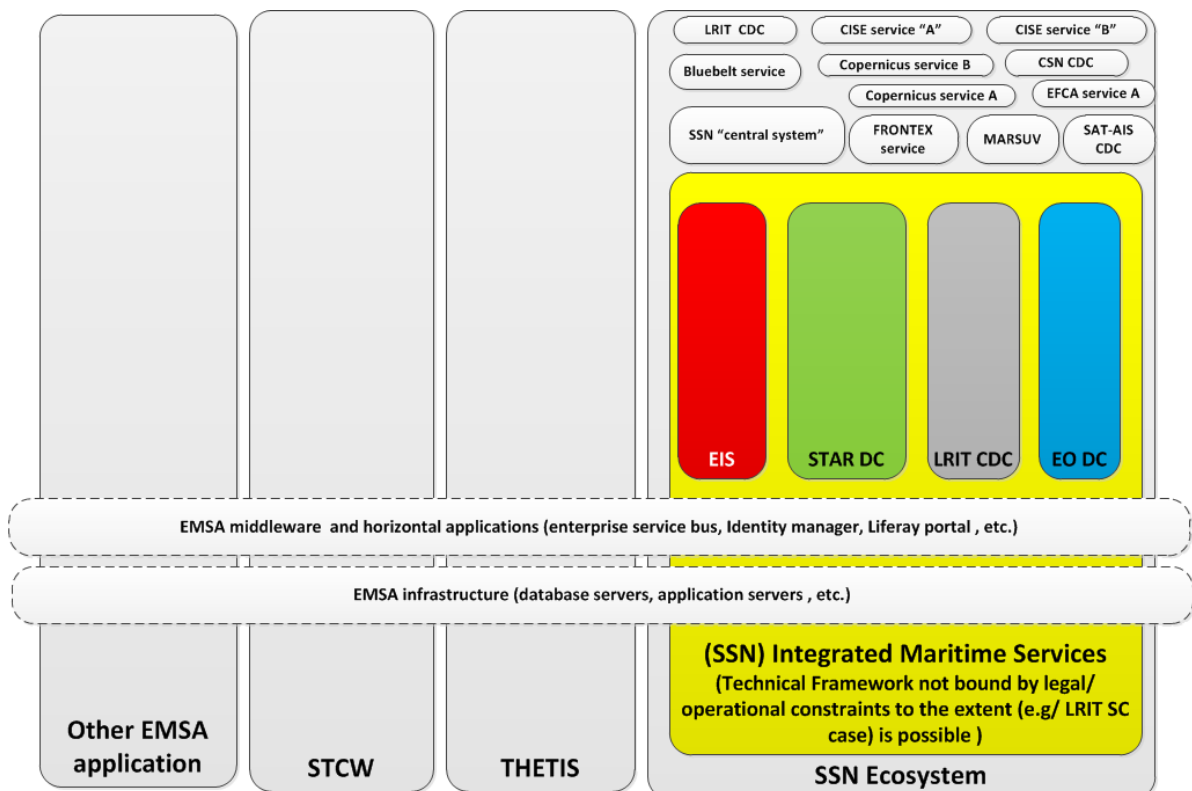 LRIT CDC
CISE service “A”
CISE service “B”
Bluebelt service
Copernicus service B
CSN CDC
Copernicus service A
EFCA service A
SSN “central system”
FRONTEX
service
MARSUV
SAT-AIS
CDC
EIS
STAR DC
LRIT CDC
EO DC
EMSA middleware and horizontal applications (enterprise service bus, Identity manager, Liferay portal , etc.)
EMSA infrastructure (database servers, application servers , etc.)
(SSN) Integrated Maritime Services
(Technical Framework not bound by legal/
operational constraints to the extent (e.g/ LRIT SC
case) is possible )
Other EMSA
application
STCW
THETIS
SSN Ecosystem